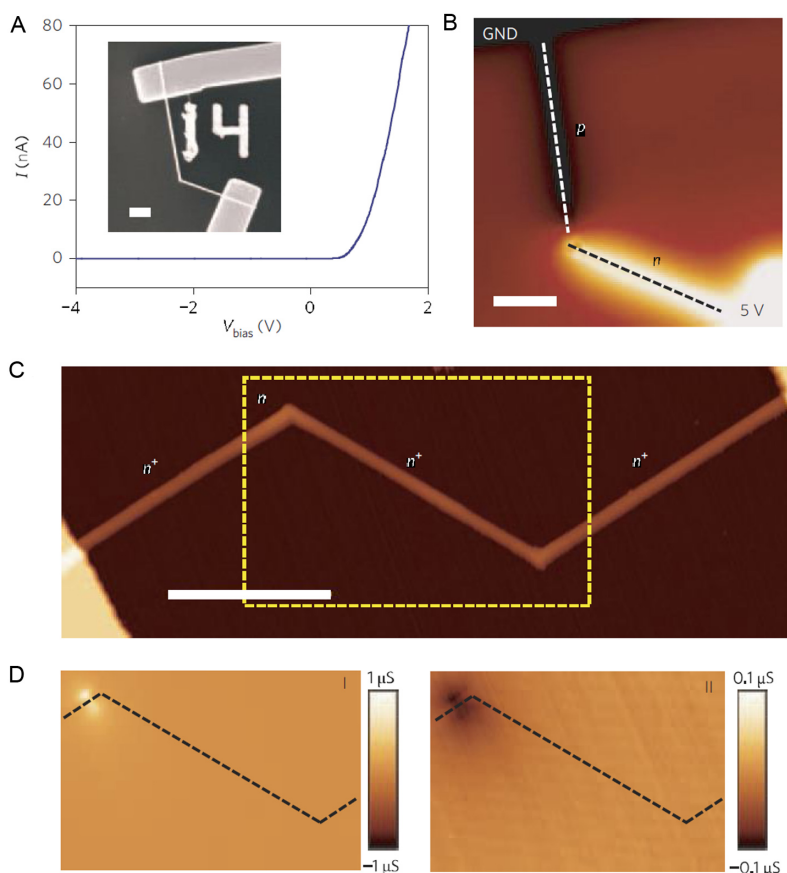 A
80
60
40
20
0
I (nA)
14
−4
−2
0
2
V_bias (V)
B
GND
p
n
5 V
C
n
n⁺
n⁺
n⁺
D
I
1 µS
−1 µS
II
0.1 µS
−0.1 µS